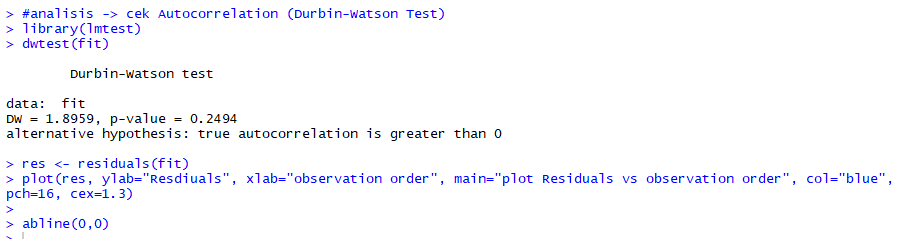 > #analisis -> cek Autocorrelation (Durbin-Watson Test)
> library(lmtest)
> dwtest(fit)
Durbin-Watson test
data:  fit
DW = 1.8959, p-value = 0.2494
alternative hypothesis: true autocorrelation is greater than 0
> res <- residuals(fit)
> plot(res, ylab="Resdiuals", xlab="observation order", main="plot Residuals vs observation order", col="blue",
pch=16, cex=1.3)
>
> abline(0,0)
>